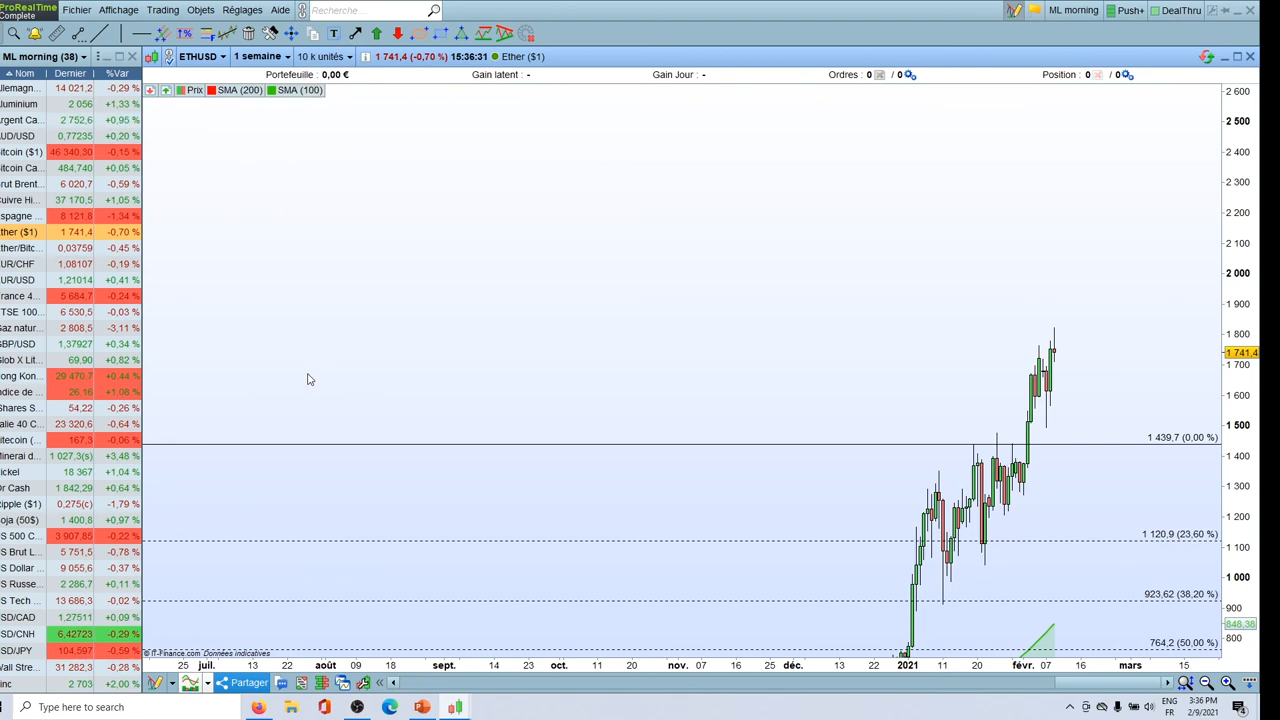 ProRealTime
Complete
Fichier Affichage Trading Objets Réglages Aide Recherche... ML morning Push+ DealThru
ML morning (38) ETHUSD 1 semaine 10 k unités 1 741,4 (-0,70 %) 15:36:31 Ether ($1)
Nom Dernier %Var
Portefeuille : 0,00 € Gain latent : - Gain Jour : - Ordres : 0 / 0 Position : 0 / 0
Prix SMA (200) SMA (100)
Allemagn... 14 021,2 -0,29 %
Aluminium 2 056 +1,33 %
Argent Ca... 2 752,6 +0,95 %
AUD/USD 0,77235 +0,20 %
itcoin ($1) 46 340,30 -0,15 %
itcoin Ca... 484,740 +0,05 %
rut Brent... 6 020,7 -0,59 %
uivre Hi... 37 170,5 +1,05 %
spagne ... 8 121,8 -1,34 %
ther ($1) 1 741,4 -0,70 %
ther/Bitc... 0,03759 -0,45 %
UR/CHF 1,08107 -0,19 %
UR/USD 1,21014 +0,41 %
rance 4... 5 684,7 -0,24 %
TSE 100... 6 530,5 -0,03 %
az natur... 2 808,5 -3,11 %
BP/USD 1,37927 +0,34 %
lob X Lit... 69,90 +0,82 %
ong Kon... 29 470,7 +0,44 %
ndice de ... 26,16 +1,08 %
Shares S... 54,22 -0,26 %
alie 40 C... 23 320,6 -0,64 %
itecoin (... 167,3 -0,06 %
inerai d... 1 027,3(s) +3,48 %
ickel 18 367 +1,04 %
r Cash 1 842,29 +0,64 %
ipple ($1) 0,275(c) -1,79 %
oja (50$) 1 400,8 +0,97 %
S 500 C... 3 907,85 -0,22 %
S Brut L... 5 751,5 -0,78 %
S Dollar ... 9 055,6 -0,37 %
S Russe... 2 286,7 +0,11 %
S Tech ... 13 686,3 -0,02 %
SD/CAD 1,27511 +0,09 %
SD/CNH 6,42723 -0,29 %
SD/JPY 104,597 -0,59 %
Wall Stre... 31 282,3 -0,28 %
inc 2 703 +2,00 %
2 600
2 500
2 400
2 300
2 200
2 100
2 000
1 900
1 800
1 741,4
1 700
1 600
1 500
1 439,7 (0,00 %)
1 400
1 300
1 200
1 120,9 (23,60 %)
1 100
1 000
923,62 (38,20 %)
900
848,38
800
764,2 (50,00 %)
© IT-Finance.com Données indicatives
25 juil. 13 22 août 09 18 sept. 14 23 oct. 11 20 nov. 07 16 25 déc. 13 22 2021 11 20 févr. 07 16 mars 15
Partager
Type here to search
EN
FR
3:36 PM
2/9/2021
4